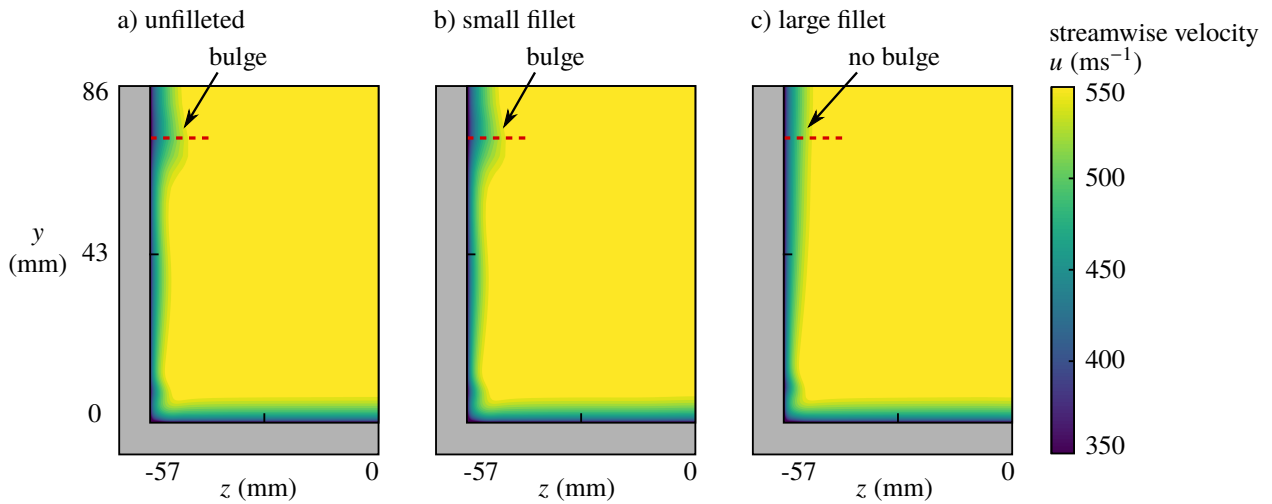 a) unfilleted
b) small fillet
c) large fillet
streamwise velocity
u (ms⁻¹)
bulge
bulge
no bulge
86
43
0
y
(mm)
-57
0
z (mm)
-57
0
z (mm)
-57
0
z (mm)
550
500
450
400
350